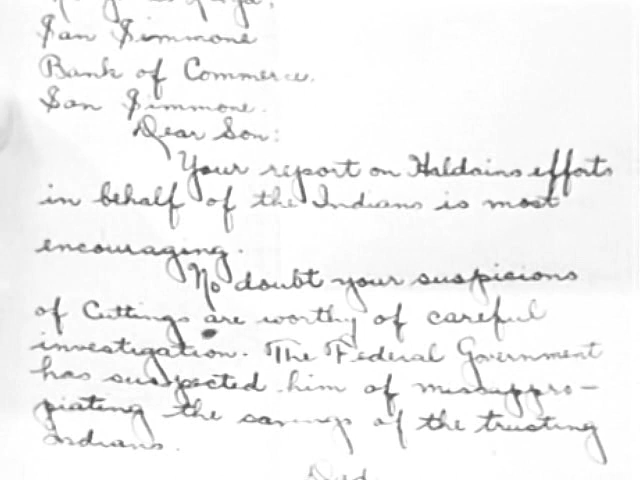 San Simmone
Bank of Commerce.
San Simmone.
Dear Son:
Your report on Haldains efforts
in behalf of the Indians is most
encouraging.
No doubt your suspicions
of Cuttings are worthy of careful
investigation. The Federal Government
has suspected him of misappro-
piating the savings of the trusting
Indians.
Dad.